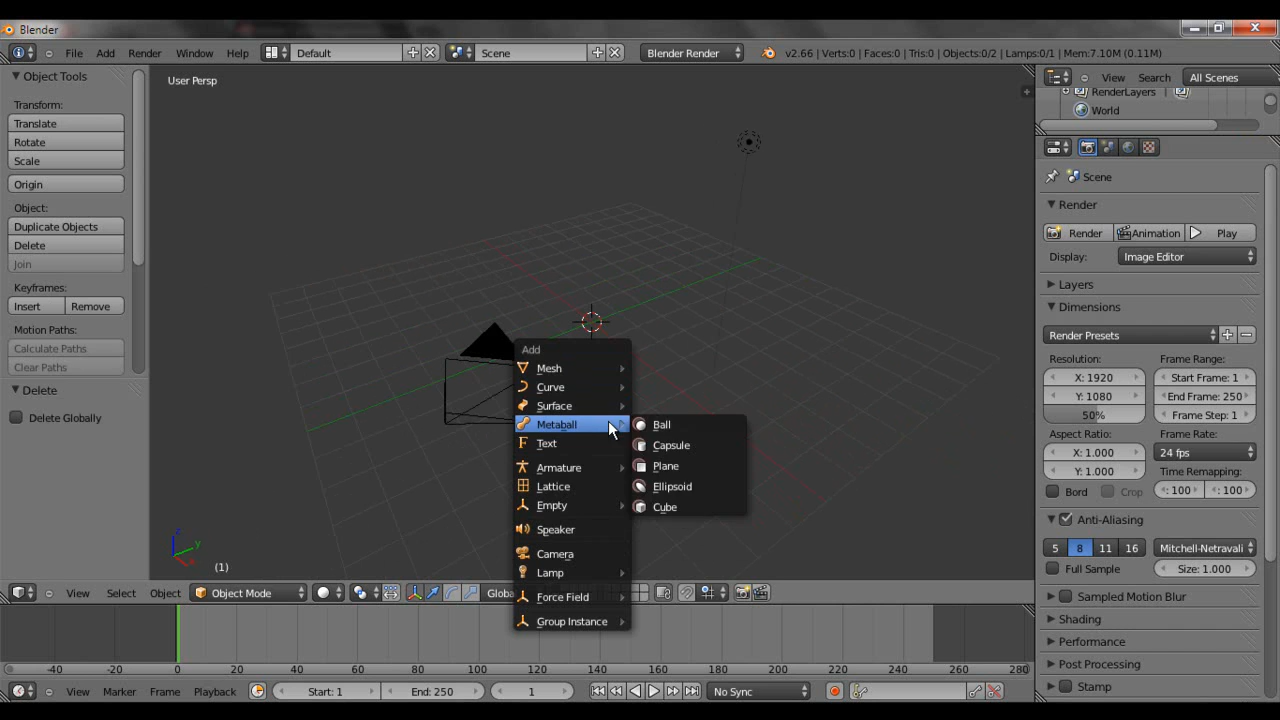 Blender
File Add Render Window Help Default Scene Blender Render v2.66 | Verts:0 | Faces:0 | Tris:0 | Objects:0/2 | Lamps:0/1 | Mem:7.10M (0.11M)
Object Tools
Transform:
Translate
Rotate
Scale
Origin
Object:
Duplicate Objects
Delete
Join
Keyframes:
Insert Remove
Motion Paths:
Calculate Paths
Clear Paths
Delete
Delete Globally
User Persp
z
y
(1)
Add
Mesh
Curve
Surface
Metaball
Text
Armature
Lattice
Empty
Speaker
Camera
Lamp
Force Field
Group Instance
Ball
Capsule
Plane
Ellipsoid
Cube
View Select Object Object Mode Globa
-40 -20 0 20 40 60 80 100 120 140 160 180 200 220 240 260 280
View Marker Frame Playback Start: 1 End: 250 1 No Sync
View Search All Scenes
RenderLayers |
World
Scene
Render
Render Animation Play
Display: Image Editor
Layers
Dimensions
Render Presets
Resolution: Frame Range:
X: 1920 Start Frame: 1
Y: 1080 End Frame: 250
50% Frame Step: 1
Aspect Ratio: Frame Rate:
X: 1.000 24 fps
Y: 1.000 Time Remapping:
Bord Crop : 100 : 100
Anti-Aliasing
5 8 11 16 Mitchell-Netravali
Full Sample Size: 1.000
Sampled Motion Blur
Shading
Performance
Post Processing
Stamp